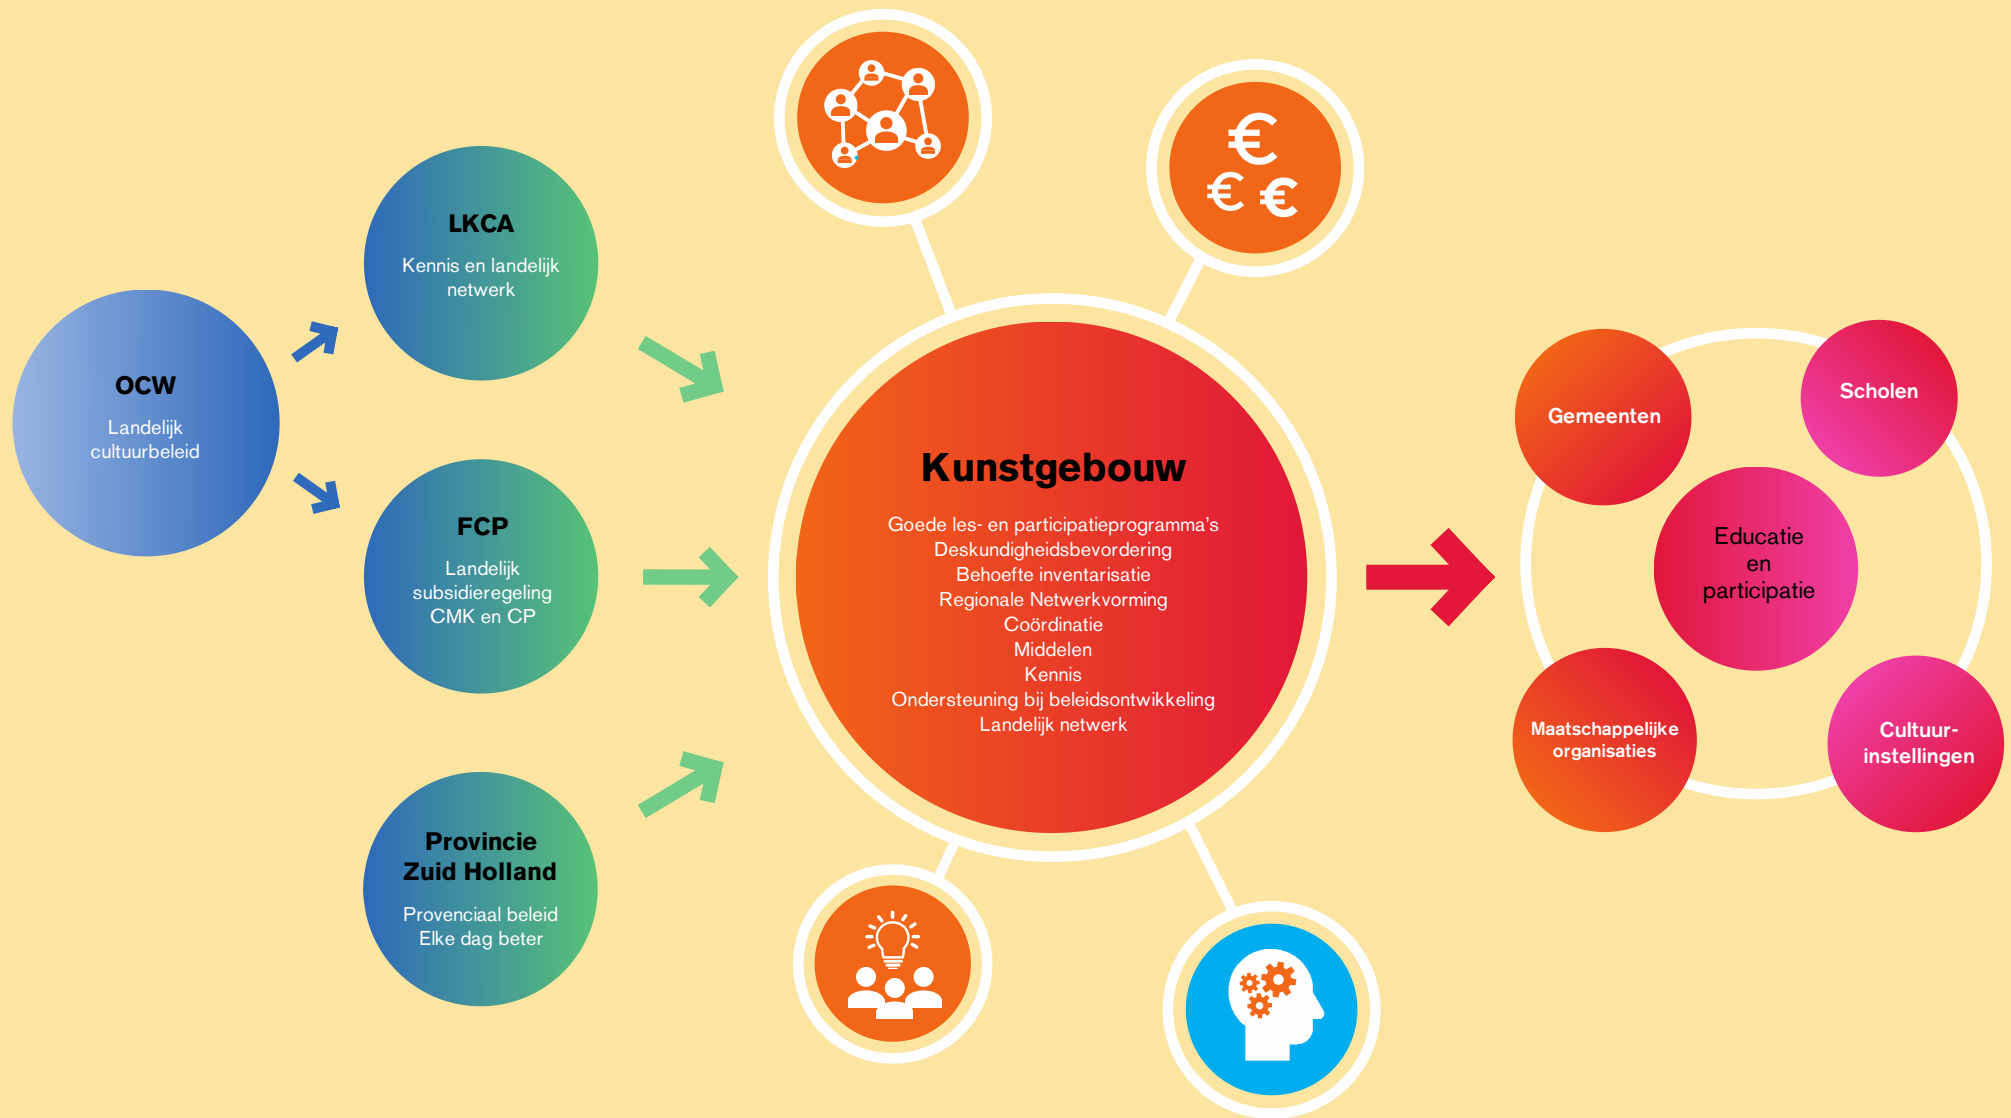 OCW
Landelijk
cultuurbeleid
LKCA
Kennis en landelijk
netwerk
FCP
Landelijk
subsidieregeling
CMK en CP
Provincie
Zuid Holland
Provenciaal beleid
Elke dag beter
€
€ €
Kunstgebouw
Goede les- en participatieprogramma's
Deskundigheidsbevordering
Behoefte inventarisatie
Regionale Netwerkvorming
Coördinatie
Middelen
Kennis
Ondersteuning bij beleidsontwikkeling
Landelijk netwerk
Gemeenten
Scholen
Educatie
en
participatie
Maatschappelijke
organisaties
Cultuur-
instellingen